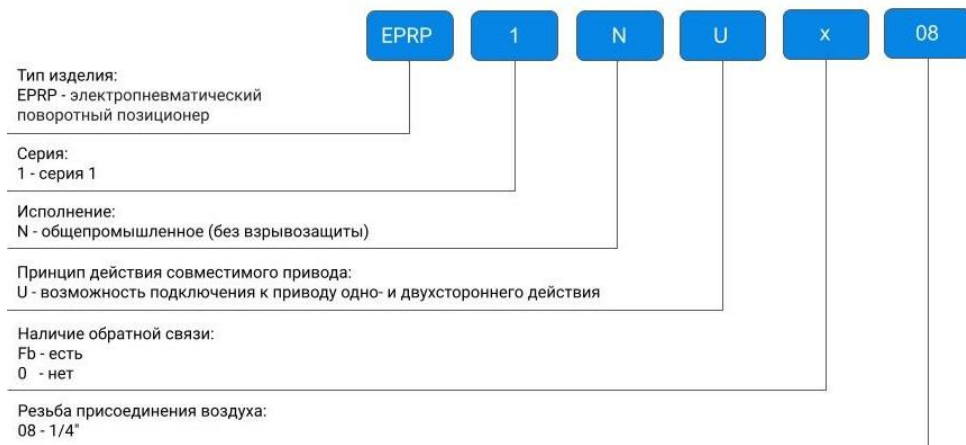 EPRP 1 N U x 08
Тип изделия:
EPRP - электропневматический
поворотный позиционер
Серия:
1 - серия 1
Исполнение:
N - общепромышленное (без взрывозащиты)
Принцип действия совместимого привода:
U - возможность подключения к приводу одно- и двухстороннего действия
Наличие обратной связи:
Fb - есть
0 - нет
Резьба присоединения воздуха:
08 - 1/4"